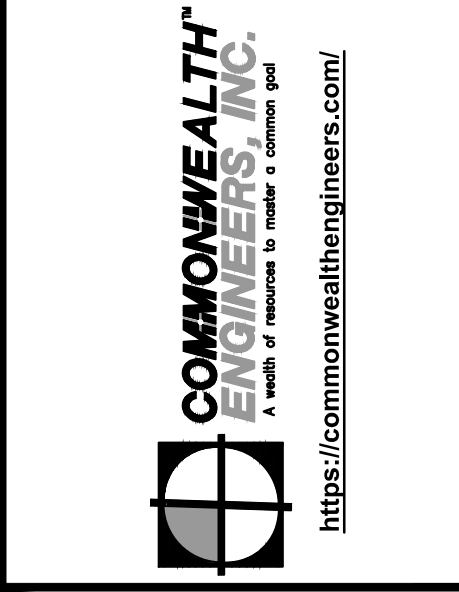 COMMONWEALTH™
ENGINEERS, INC.
A wealth of resources to master a common goal
https://commonwealthengineers.com/